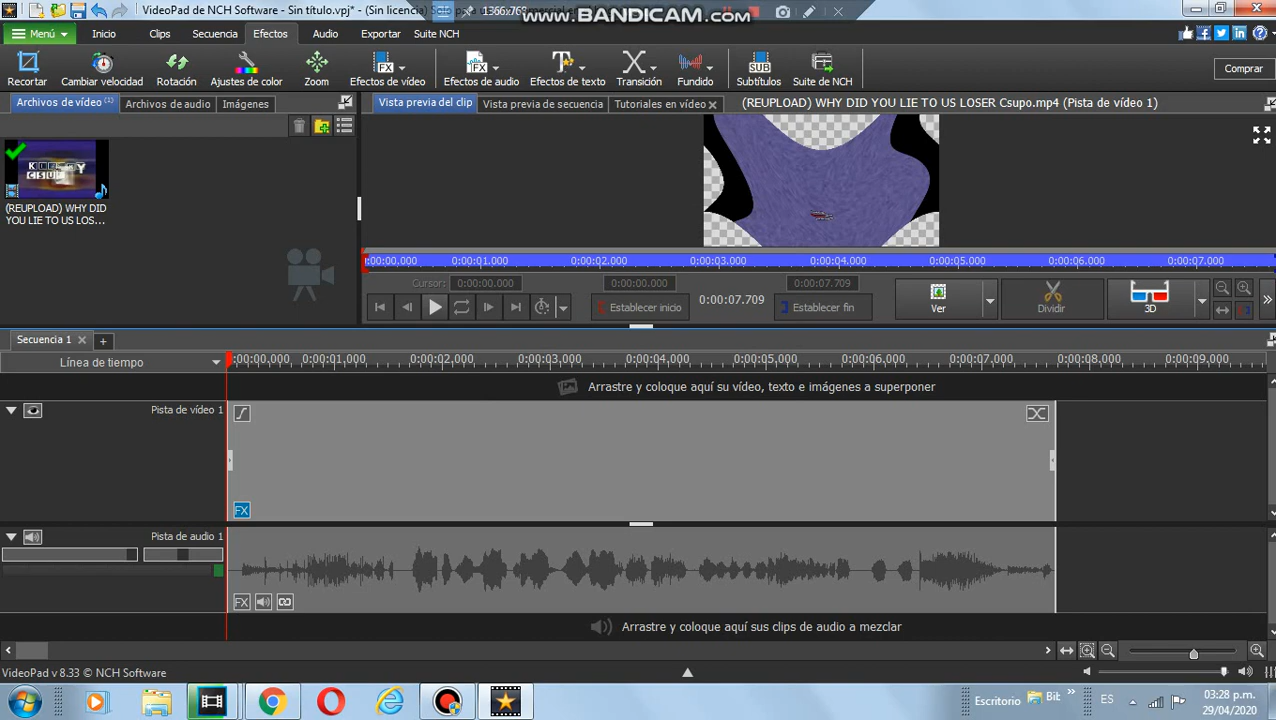 VideoPad de NCH Software - Sin título.vpj* - (Sin licencia)
1366x768
www.BANDICAM.com
Menú
Inicio
Clips
Secuencia
Efectos
Audio
Exportar
Suite NCH
Recortar
Cambiar velocidad
Rotación
Ajustes de color
Zoom
Efectos de vídeo
Efectos de audio
Efectos de texto
Transición
Fundido
SUB
Subtítulos
Suite de NCH
Comprar
Archivos de vídeo (1)
Archivos de audio
Imágenes
Vista previa del clip
Vista previa de secuencia
Tutoriales en vídeo
(REUPLOAD) WHY DID YOU LIE TO US LOSER Csupo.mp4 (Pista de vídeo 1)
(REUPLOAD) WHY DID
YOU LIE TO US LOS...
0:00:00.000 0:00:01.000 0:00:02.000 0:00:03.000 0:00:04.000 0:00:05.000 0:00:06.000 0:00:07.000
Cursor: 0:00:00.000
0:00:00.000
0:00:07.709
Establecer inicio
0:00:07.709
Establecer fin
Ver
Dividir
3D
Secuencia 1
Línea de tiempo
0:00:00,000 0:00:01,000 0:00:02,000 0:00:03,000 0:00:04,000 0:00:05,000 0:00:06,000 0:00:07,000 0:00:08,000 0:00:09,000
Arrastre y coloque aquí su vídeo, texto e imágenes a superponer
Pista de vídeo 1
FX
Pista de audio 1
FX
Arrastre y coloque aquí sus clips de audio a mezclar
VideoPad v 8.33 © NCH Software
Escritorio
Bib
ES
03:28 p.m.
29/04/2020